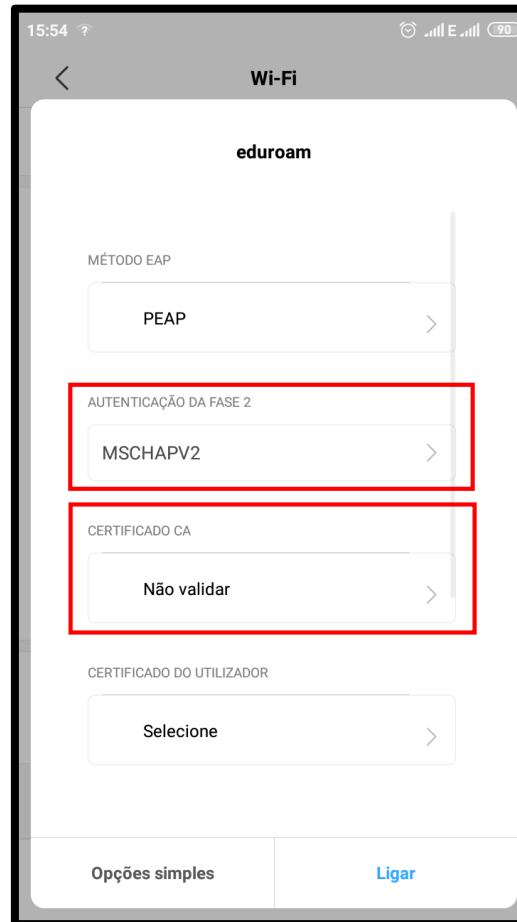 15:54
E 90
Wi-Fi
eduroam
MÉTODO EAP
PEAP
AUTENTICAÇÃO DA FASE 2
MSCHAPV2
CERTIFICADO CA
Não validar
CERTIFICADO DO UTILIZADOR
Selecione
Opções simples
Ligar